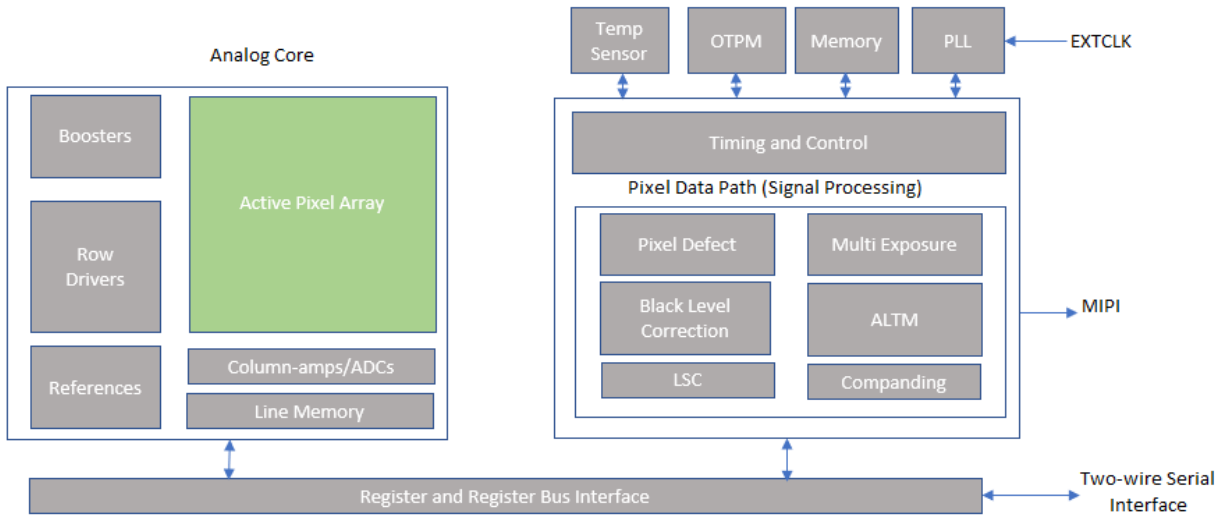 Temp
Sensor
OTPM
Memory
PLL
EXTCLK
Analog Core
Boosters
Active Pixel Array
Row
Drivers
References
Column-amps/ADCs
Line Memory
Timing and Control
Pixel Data Path (Signal Processing)
Pixel Defect
Multi Exposure
Black Level
Correction
ALTM
LSC
Companding
MIPI
Register and Register Bus Interface
Two-wire Serial
Interface